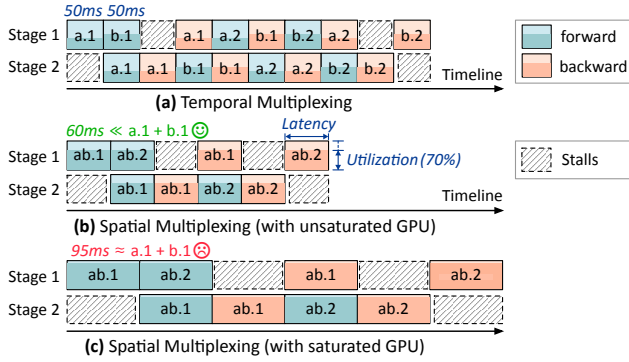 50ms 50ms
Stage 1 a.1 b.1 a.1 a.2 b.1 b.2 a.2 b.2
Stage 2 a.1 a.1 b.1 b.1 a.2 a.2 b.2 b.2
Timeline
(a) Temporal Multiplexing
forward
backward
60ms ≪ a.1 + b.1 Latency
Stage 1 ab.1 ab.2 ab.1 ab.2 Utilization (70%)
Stage 2 ab.1 ab.1 ab.2 ab.2
Timeline
Stalls
(b) Spatial Multiplexing (with unsaturated GPU)
95ms ≈ a.1 + b.1
Stage 1 ab.1 ab.2 ab.1 ab.2
Stage 2 ab.1 ab.1 ab.2 ab.2
(c) Spatial Multiplexing (with saturated GPU)